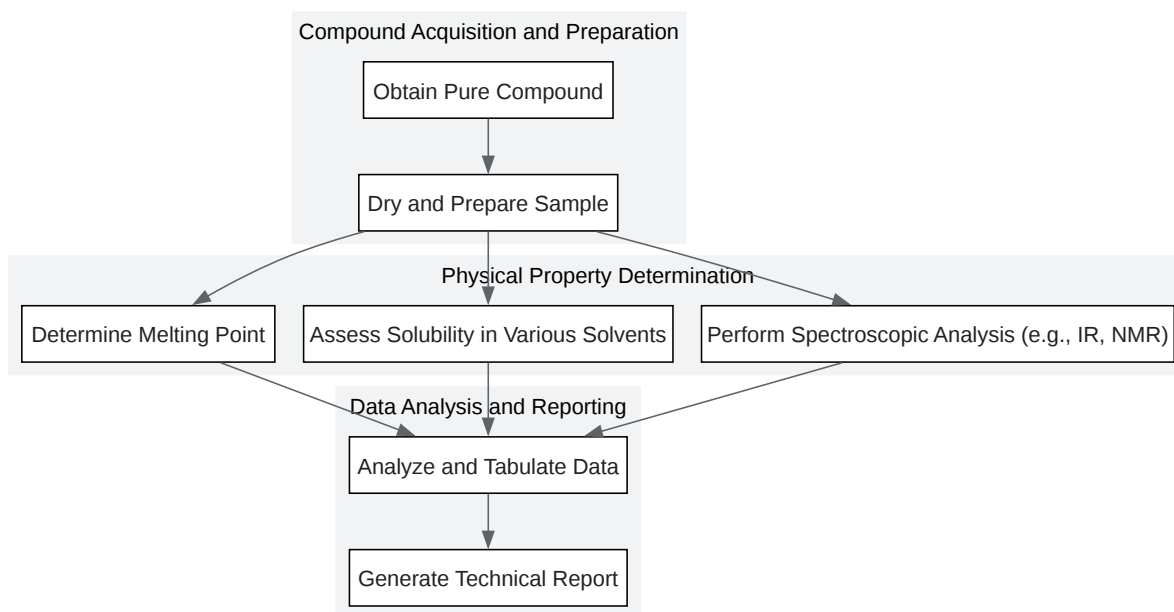 Compound Acquisition and Preparation
Obtain Pure Compound
Dry and Prepare Sample
Physical Property Determination
Determine Melting Point
Assess Solubility in Various Solvents
Perform Spectroscopic Analysis (e.g., IR, NMR)
Data Analysis and Reporting
Analyze and Tabulate Data
Generate Technical Report